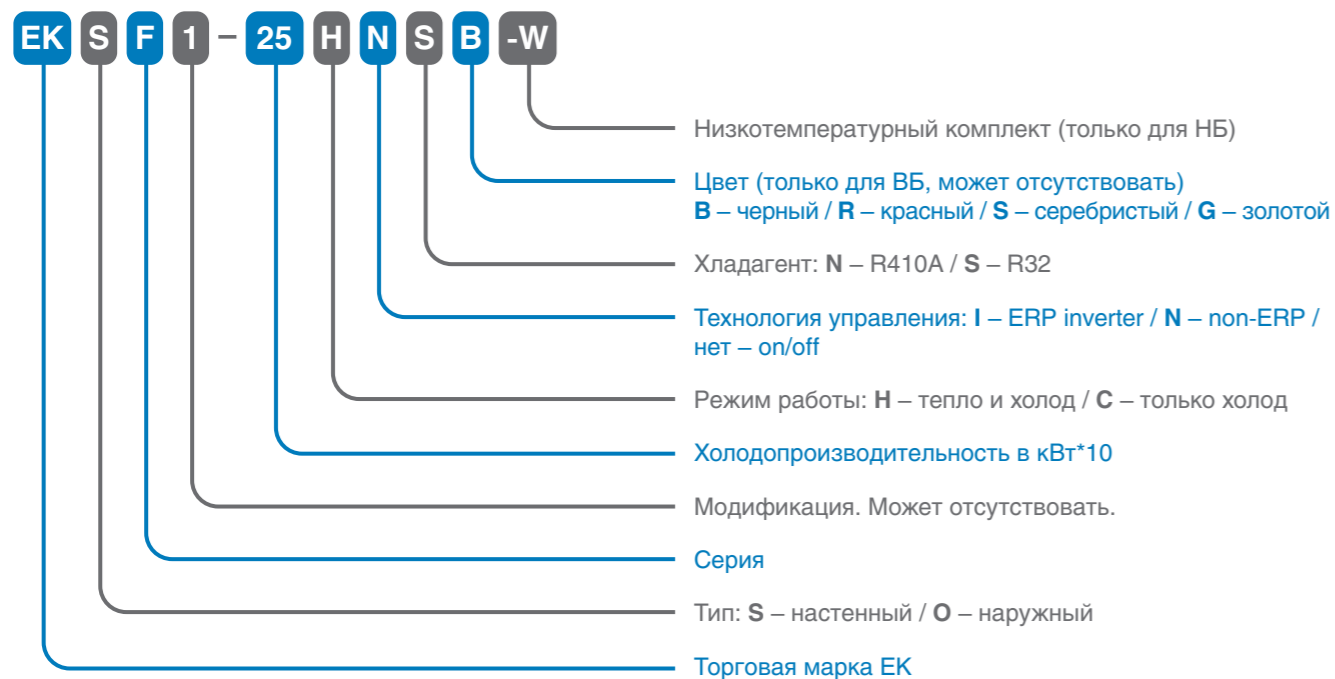 EK S F 1 – 25 H N S B -W
Низкотемпературный комплект (только для НБ)
Цвет (только для ВБ, может отсутствовать)
B – черный / R – красный / S – серебристый / G – золотой
Хладагент: N – R410A / S – R32
Технология управления: I – ERP inverter / N – non-ERP /
нет – on/off
Режим работы: H – тепло и холод / C – только холод
Холодопроизводительность в кВт*10
Модификация. Может отсутствовать.
Серия
Тип: S – настенный / O – наружный
Торговая марка EK